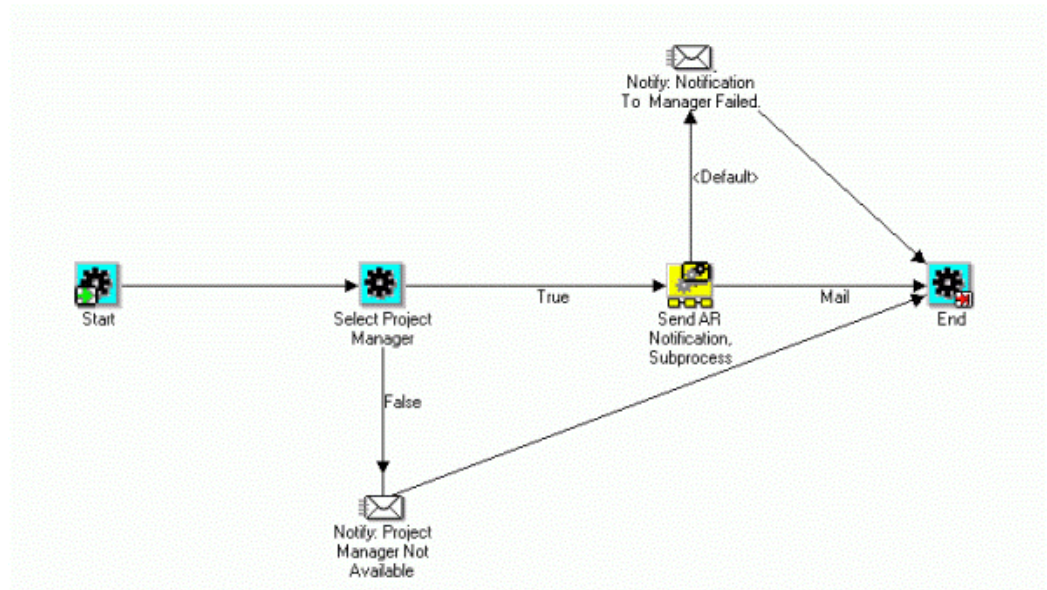 Notify: Notification
To Manager Failed.
<Default>
Start
Select Project
Manager
True
Send AR
Notification,
Subprocess
Mail
End
False
Notify: Project
Manager Not
Available